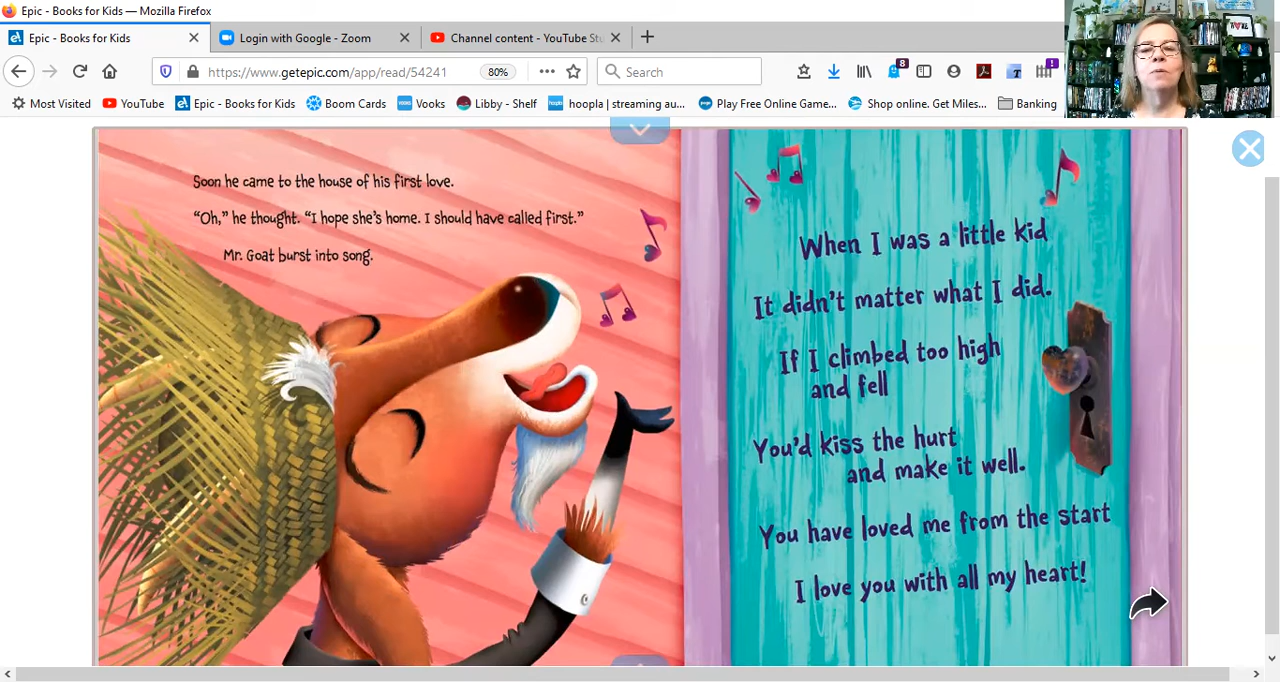 Epic - Books for Kids — Mozilla Firefox
Epic - Books for Kids
Login with Google - Zoom
Channel content - YouTube Stu
https://www.getepic.com/app/read/54241
80%
Search
8
Most Visited
YouTube
Epic - Books for Kids
Boom Cards
Vooks
Libby - Shelf
hoopla | streaming au...
Play Free Online Game...
Shop online. Get Miles...
Banking
Soon he came to the house of his first love.
“Oh,” he thought. “I hope she’s home. I should have called first.”
Mr. Goat burst into song.
When I was a little kid
It didn’t matter what I did.
If I climbed too high
and fell
You’d kiss the hurt
and make it well.
You have loved me from the start
I love you with all my heart!